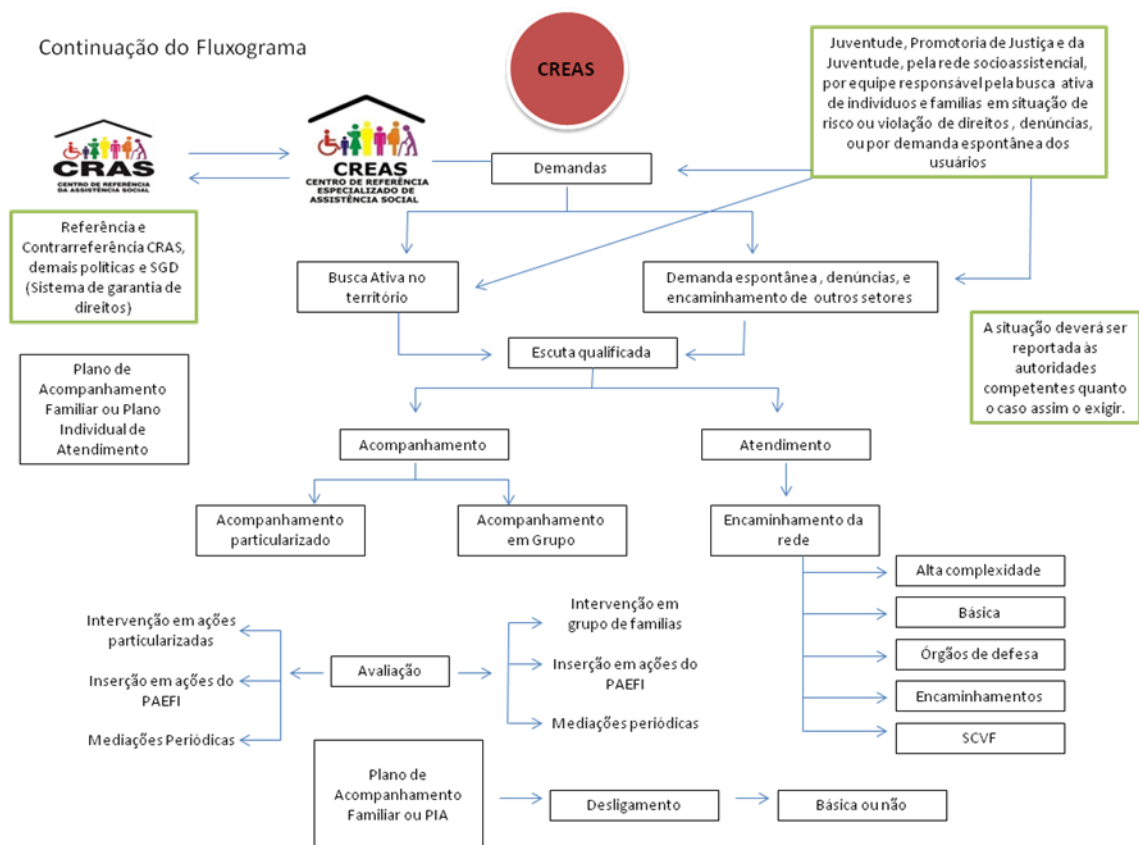 Continuação do Fluxograma
CREAS
Juventude, Promotoria de Justiça e da
Juventude, pela rede socioassistencial,
por equipe responsável pela busca ativa
de indivíduos e famílias em situação de
risco ou violação de direitos , denúncias,
ou por demanda espontânea dos
usuários
CRAS
CENTRO DE REFERÊNCIA
DA ASSISTÊNCIA SOCIAL
CREAS
CENTRO DE REFERÊNCIA
ESPECIALIZADO DE
ASSISTÊNCIA SOCIAL
Demandas
Referência e
Contrarreferência CRAS,
demais políticas e SGD
(Sistema de garantia de
direitos)
Busca Ativa no
território
Demanda espontânea , denúncias, e
encaminhamento de outros setores
A situação deverá ser
reportada às
autoridades
competentes quanto
o caso assim o exigir.
Escuta qualificada
Plano de
Acompanhamento
Familiar ou Plano
Individual de
Atendimento
Acompanhamento
Atendimento
Acompanhamento
particularizado
Acompanhamento
em Grupo
Encaminhamento da
rede
Alta complexidade
Básica
Órgãos de defesa
Encaminhamentos
SCVF
Intervenção em ações
particularizadas
Inserção em ações do
PAEFI
Mediações Periódicas
Avaliação
Intervenção em
grupo de famílias
Inserção em ações do
PAEFI
Mediações periódicas
Plano de
Acompanhamento
Familiar ou PIA
Desligamento
Básica ou não